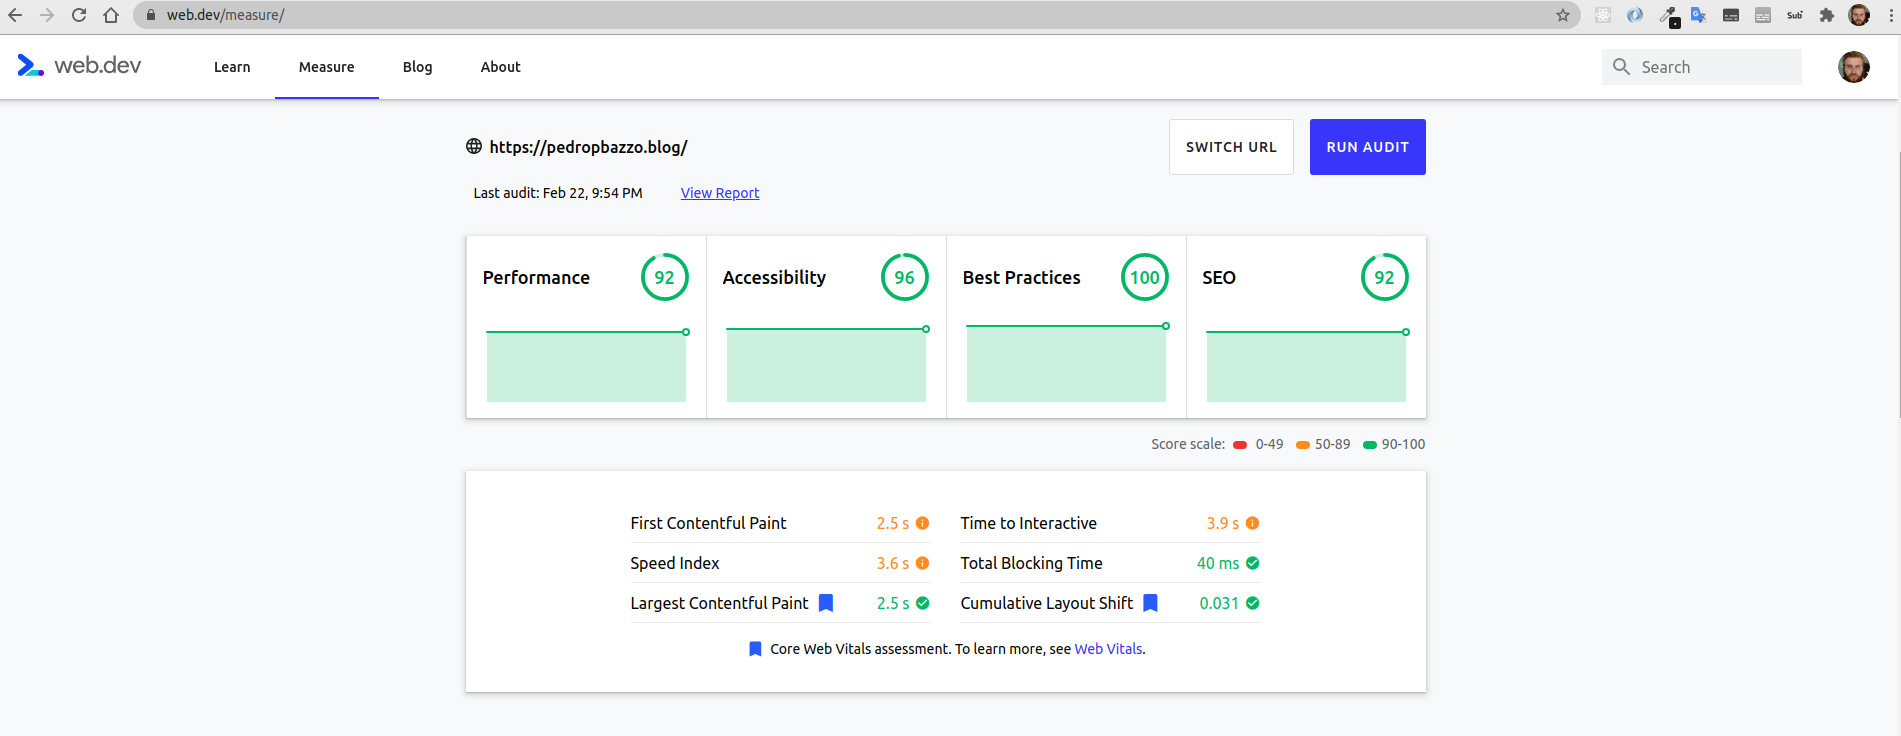 web.dev/measure/
Sub
web.dev Learn Measure Blog About Search
https://pedropbazzo.blog/ SWITCH URL RUN AUDIT
Last audit: Feb 22, 9:54 PM View Report
Performance 92 Accessibility 96 Best Practices 100 SEO 92
Score scale: 0-49 50-89 90-100
First Contentful Paint 2.5 s Time to Interactive 3.9 s
Speed Index 3.6 s Total Blocking Time 40 ms
Largest Contentful Paint 2.5 s Cumulative Layout Shift 0.031
Core Web Vitals assessment. To learn more, see Web Vitals.